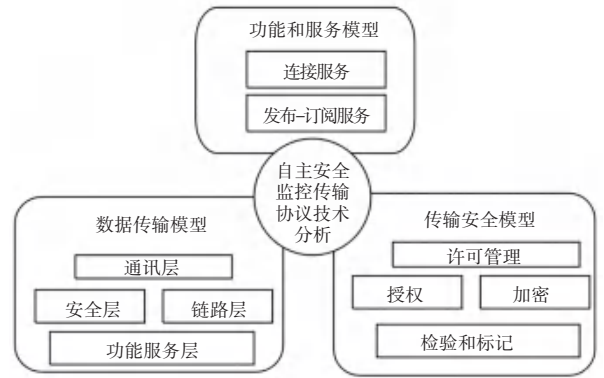 功能和服务模型
连接服务
发布–订阅服务
自主安全
监控传输
协议技术
分析
数据传输模型
通讯层
安全层
链路层
功能服务层
传输安全模型
许可管理
授权
加密
检验和标记